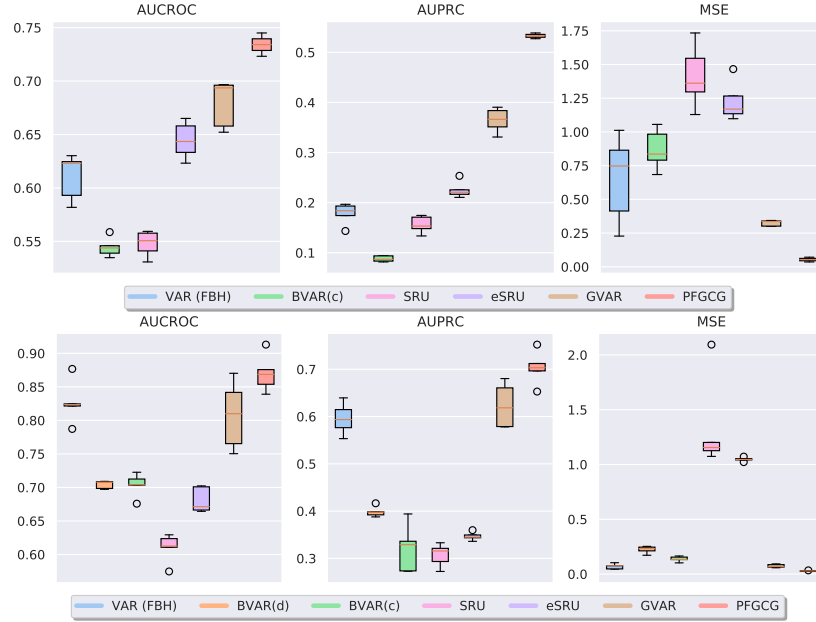 AUCROC AUPRC MSE
0.75 0.70 0.65 0.60 0.55
0.5 0.4 0.3 0.2 0.1
1.75 1.50 1.25 1.00 0.75 0.50 0.25 0.00
VAR (FBH) BVAR(c) SRU eSRU GVAR PFGCG
AUCROC AUPRC MSE
0.90 0.85 0.80 0.75 0.70 0.65 0.60
0.7 0.6 0.5 0.4 0.3
2.0 1.5 1.0 0.5 0.0
VAR (FBH) BVAR(d) BVAR(c) SRU eSRU GVAR PFGCG